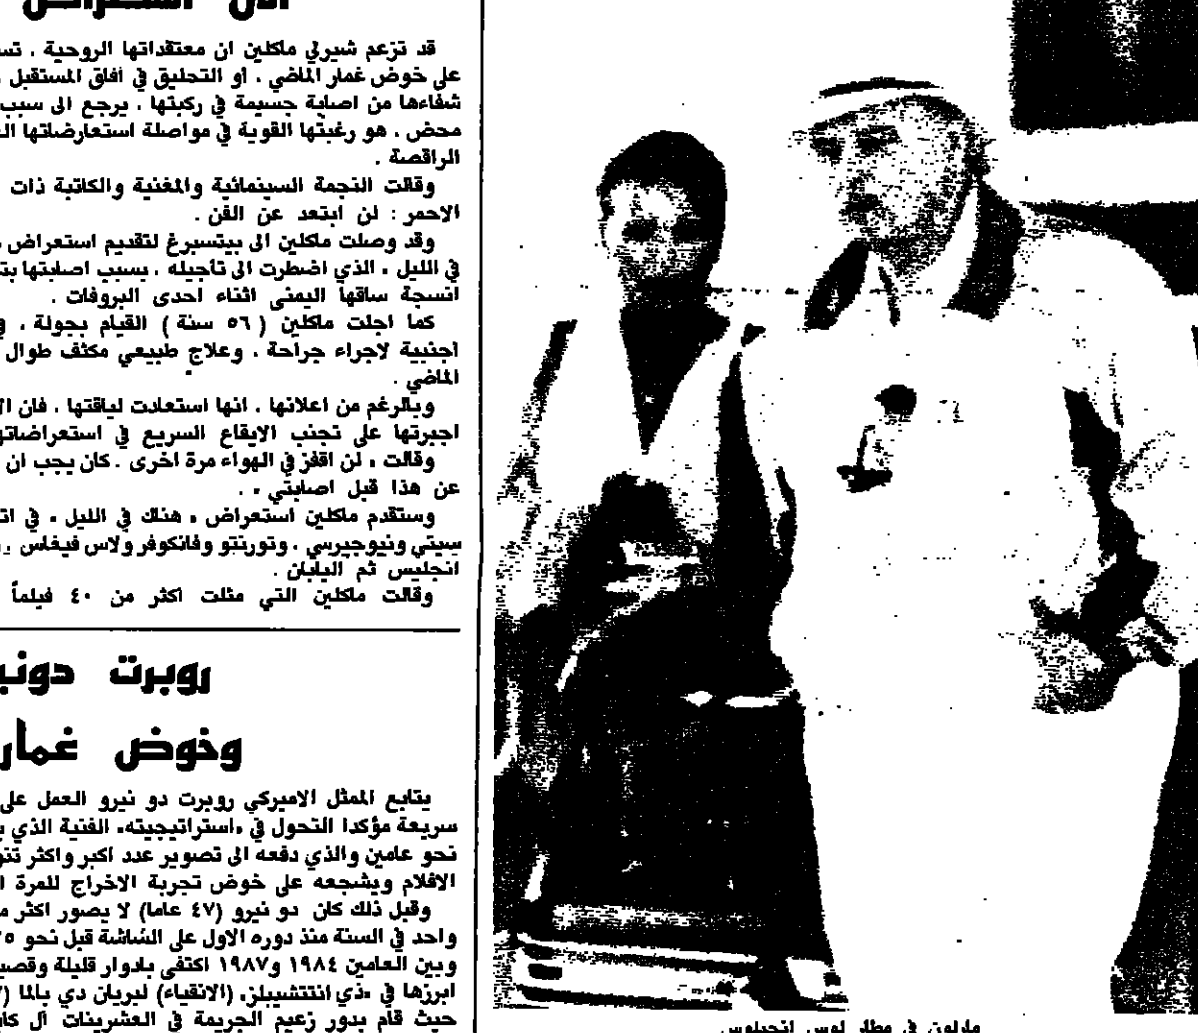 قد تزعم شيرلي ماكلين ان معتقداتها الروحية ،
على خوض غمار الماضي ، أو التحليق في أفاق المستقبل
شفاءها من اصابة جسيمة في ركبتها ، يرجع الى سبب
محض ، هو رغبتها القوية في مواصلة استعارضاتها
الراقصة .
وقالت النجمة السينمائية والمغنية والكاتبة ذات
الاحمر : لن ابتعد عن الفن .
وقد وصلت ماكلين الى بيتسبرغ لتقديم استعراض
في الليل ، الذي اضطرت الى تأجيله ، بسبب اصابتها
انسجة ساقها اليمنى اثناء احدى البروفات .
كما اجلت ماكلين ( ٥٦ سنة ) القيام بجولة ،
أجنبية لاجراء جراحة ، وعلاج طبيعي مكثف طوال
الماضي .
وبالرغم من اعلانها ، انها استعادت لياقتها ، فان
اجبرتها على تجنب الايقاع السريع في
وقالت « لن اقفز في الهواء مرة اخرى . كان يجب ان
عن هذا قبل اصابتي » .
وستقدم ماكلين استعراض « هناك في الليل » في
سيتي ونيوجيرسي ، وتورنتو وفانكوفر ولاس فيغاس
انجليس ثم اليابان .
وقالت ماكلين التي مثلت اكثر من ٤٠ فيلماً
روبرت
وخوض غمار
يتابع الممثل الاميركي روبرت دو نيرو العمل على
سريعة مؤكدا التحول في «استراتيجيته» الفنية الذي
نحو عامين والذي دفعه الى تصوير عدد اكبر واكثر
الافلام ويشجعه على خوض تجربة الاخراج للمرة
وقبل ذلك كان دو نيرو (٤٧ عاما) لا يصور اكثر
واحد في السنة منذ دوره الاول على الشاشة قبل نحو
وبين العامين ١٩٨٤ و١٩٨٧ اكتفى بادوار قليلة
ابرزها في «ذي انتتشيبلز» (الانقياء) لبريان دي بالما
حيث قام بدور زعيم الجريمة في العشرينات آل
مارلون في مطار لوس انجيلوس